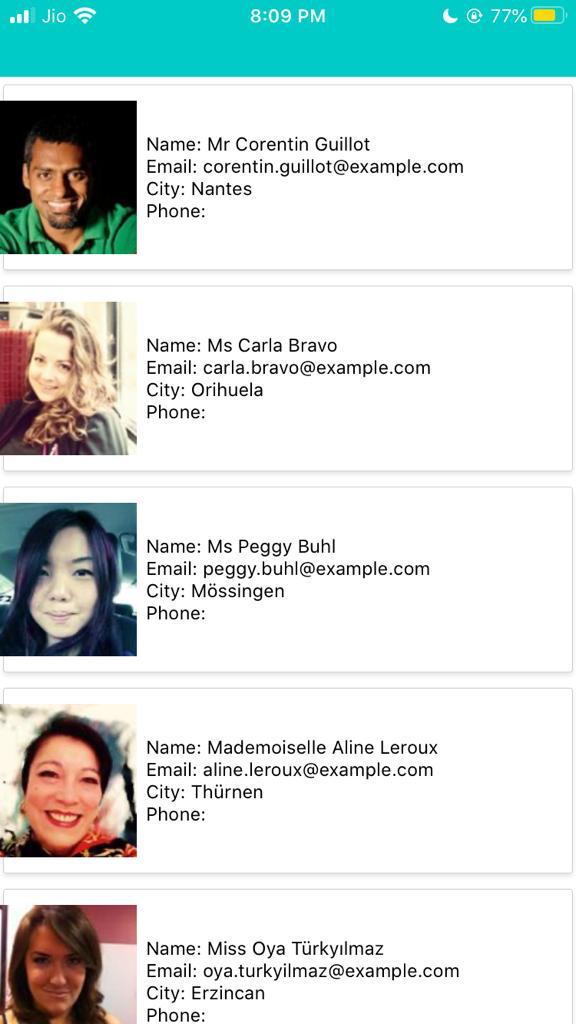 Jio 8:09 PM 77%
Name: Mr Corentin Guillot
Email: corentin.guillot@example.com
City: Nantes
Phone:
Name: Ms Carla Bravo
Email: carla.bravo@example.com
City: Orihuela
Phone:
Name: Ms Peggy Buhl
Email: peggy.buhl@example.com
City: Mössingen
Phone:
Name: Mademoiselle Aline Leroux
Email: aline.leroux@example.com
City: Thürnen
Phone:
Name: Miss Oya Türkyılmaz
Email: oya.turkyilmaz@example.com
City: Erzincan
Phone: